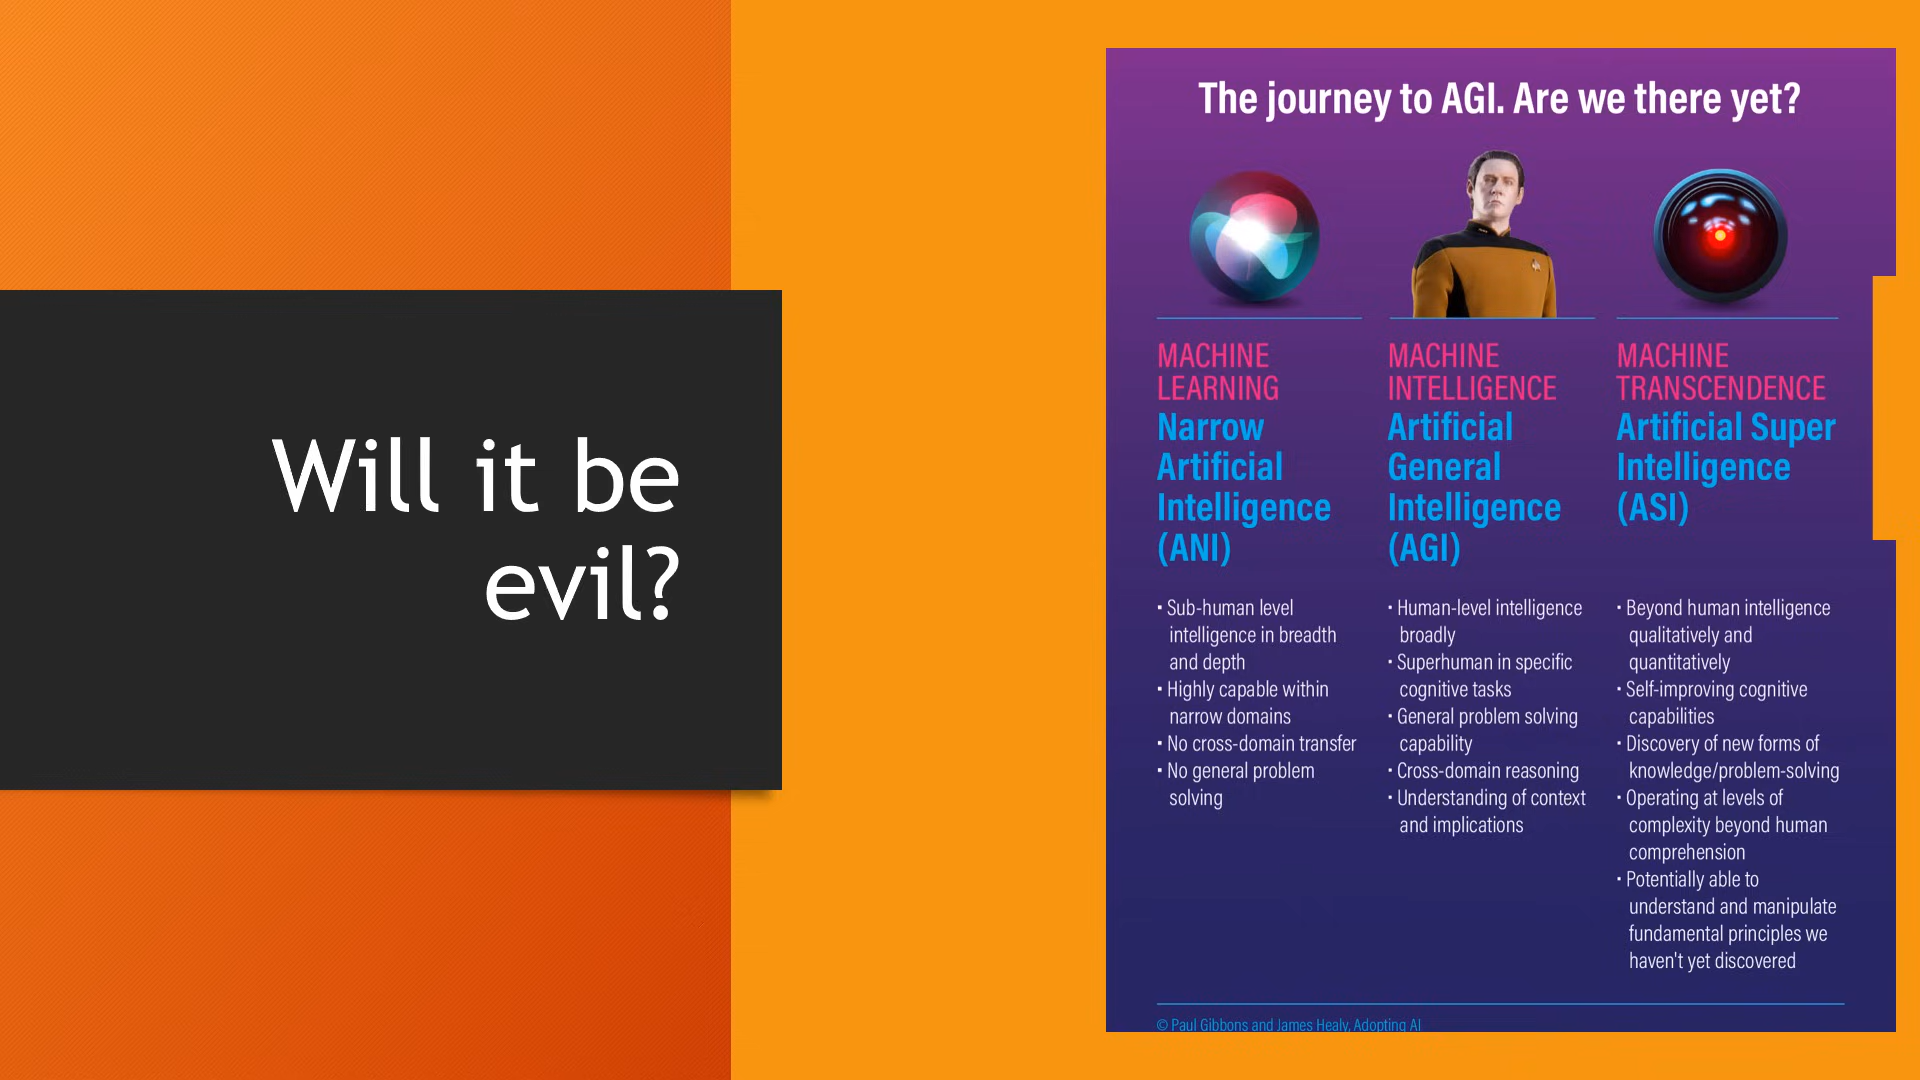 Will it be
evil?
The journey to AGI. Are we there yet?
MACHINE
LEARNING
Narrow
Artificial
Intelligence
(ANI)
• Sub-human level
intelligence in breadth
and depth
• Highly capable within
narrow domains
• No cross-domain transfer
• No general problem
solving
MACHINE
INTELLIGENCE
Artificial
General
Intelligence
(AGI)
• Human-level intelligence
broadly
• Superhuman in specific
cognitive tasks
• General problem solving
capability
• Cross-domain reasoning
• Understanding of context
and implications
MACHINE
TRANSCENDENCE
Artificial Super
Intelligence
(ASI)
• Beyond human intelligence
qualitatively and
quantitatively
• Self-improving cognitive
capabilities
• Discovery of new forms of
knowledge/problem-solving
• Operating at levels of
complexity beyond human
comprehension
• Potentially able to
understand and manipulate
fundamental principles we
haven't yet discovered
© Paul Gibbons and James Healy, Adopting AI